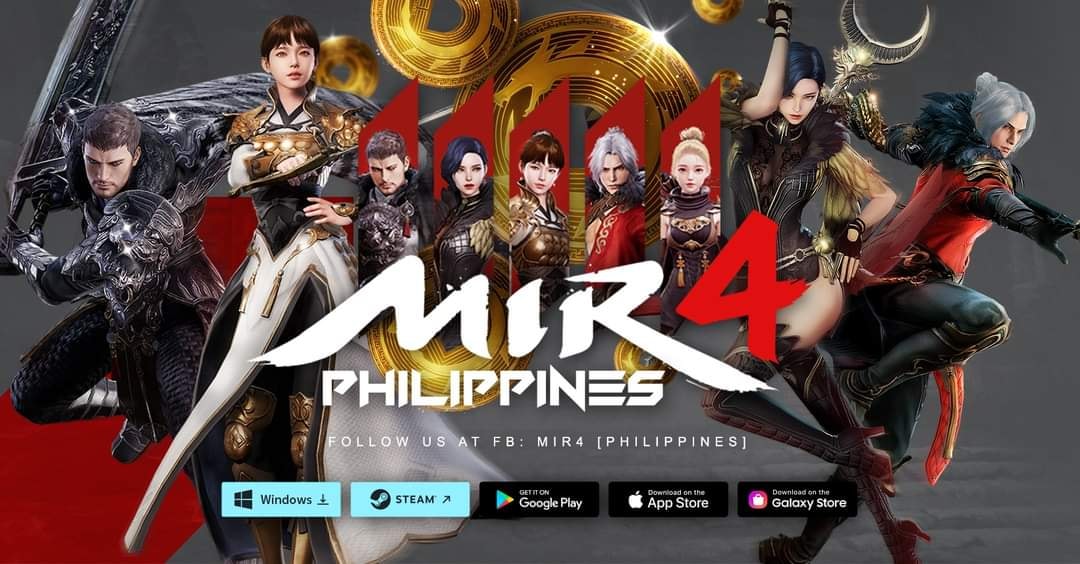 MIR4
PHILIPPINES
FOLLOW US AT FB: MIR4 [PHILIPPINES]
Windows
STEAM
GET IT ON
Google Play
Download on the
App Store
Download on the
Galaxy Store